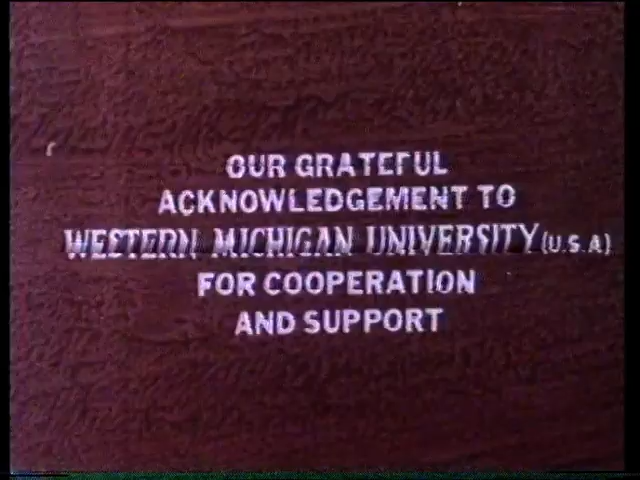 OUR GRATEFUL
ACKNOWLEDGEMENT TO
WESTERN MICHIGAN UNIVERSITY (U.S.A)
FOR COOPERATION
AND SUPPORT